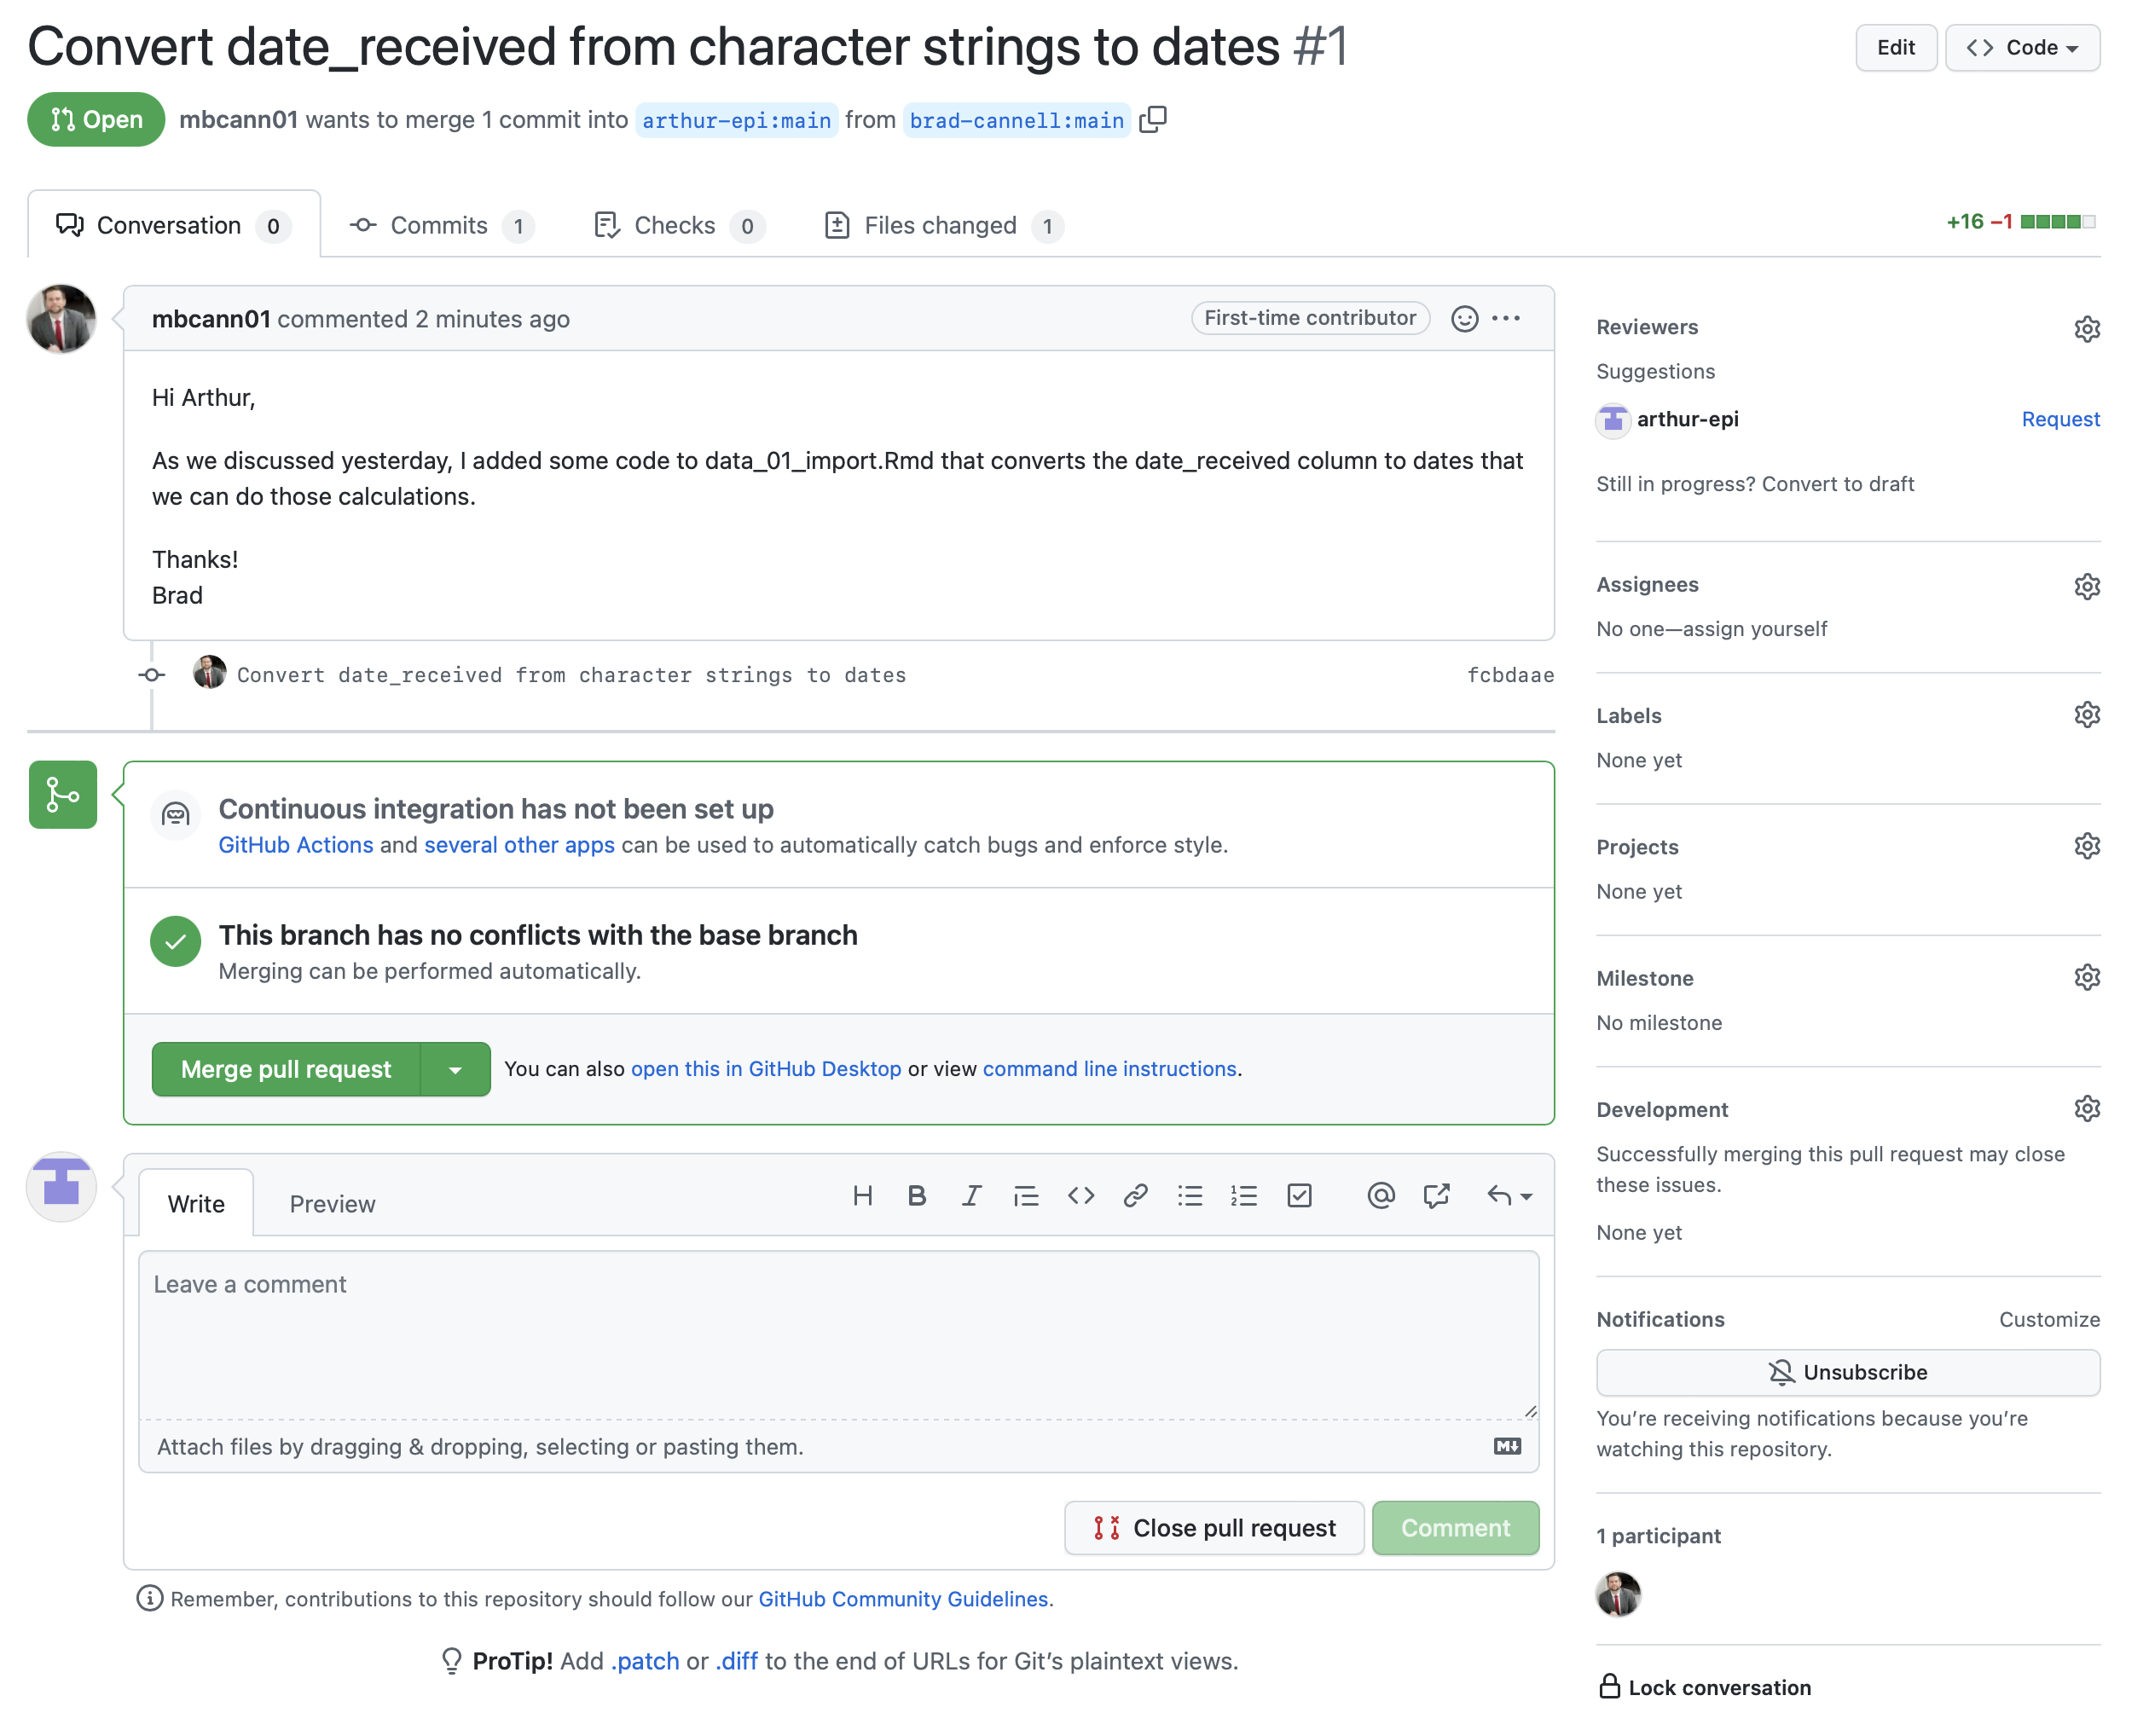 Convert date_received from character strings to dates #1
Edit
Code
Open
mbcann01 wants to merge 1 commit into arthur-epi:main from brad-cannell:main
Conversation 0
Commits 1
Checks 0
Files changed 1
+16 −1
mbcann01 commented 2 minutes ago
First-time contributor
Hi Arthur,
As we discussed yesterday, I added some code to data_01_import.Rmd that converts the date_received column to dates that
we can do those calculations.
Thanks!
Brad
Convert date_received from character strings to dates
fcbdaae
Continuous integration has not been set up
GitHub Actions and several other apps can be used to automatically catch bugs and enforce style.
This branch has no conflicts with the base branch
Merging can be performed automatically.
Merge pull request
You can also open this in GitHub Desktop or view command line instructions.
Write
Preview
Leave a comment
Attach files by dragging & dropping, selecting or pasting them.
Close pull request
Comment
Remember, contributions to this repository should follow our GitHub Community Guidelines.
ProTip! Add .patch or .diff to the end of URLs for Git’s plaintext views.
Reviewers
Suggestions
arthur-epi
Request
Still in progress? Convert to draft
Assignees
No one—assign yourself
Labels
None yet
Projects
None yet
Milestone
No milestone
Development
Successfully merging this pull request may close
these issues.
None yet
Notifications
Customize
Unsubscribe
You’re receiving notifications because you’re
watching this repository.
1 participant
Lock conversation